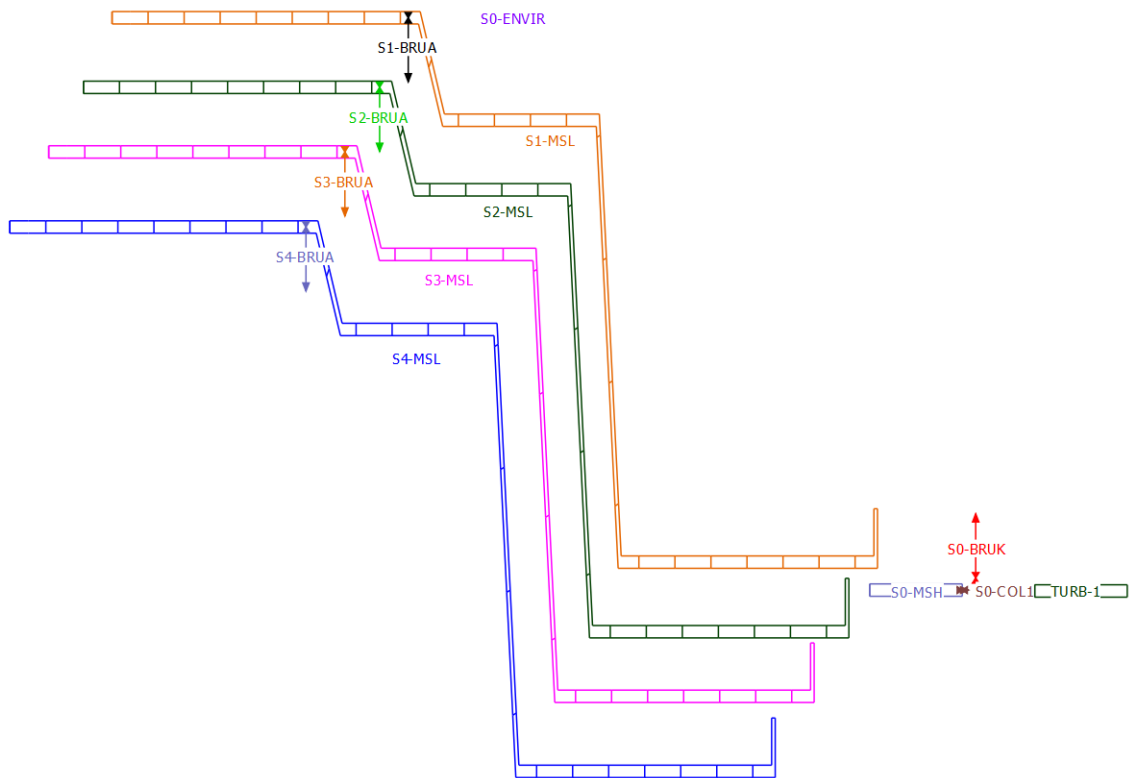 S0-ENVIR
S1-BRUA
S2-BRUA
S1-MSL
S3-BRUA
S2-MSL
S4-BRUA
S3-MSL
S4-MSL
S0-BRUK
S0-MSH
S0-COL1
TURB-1